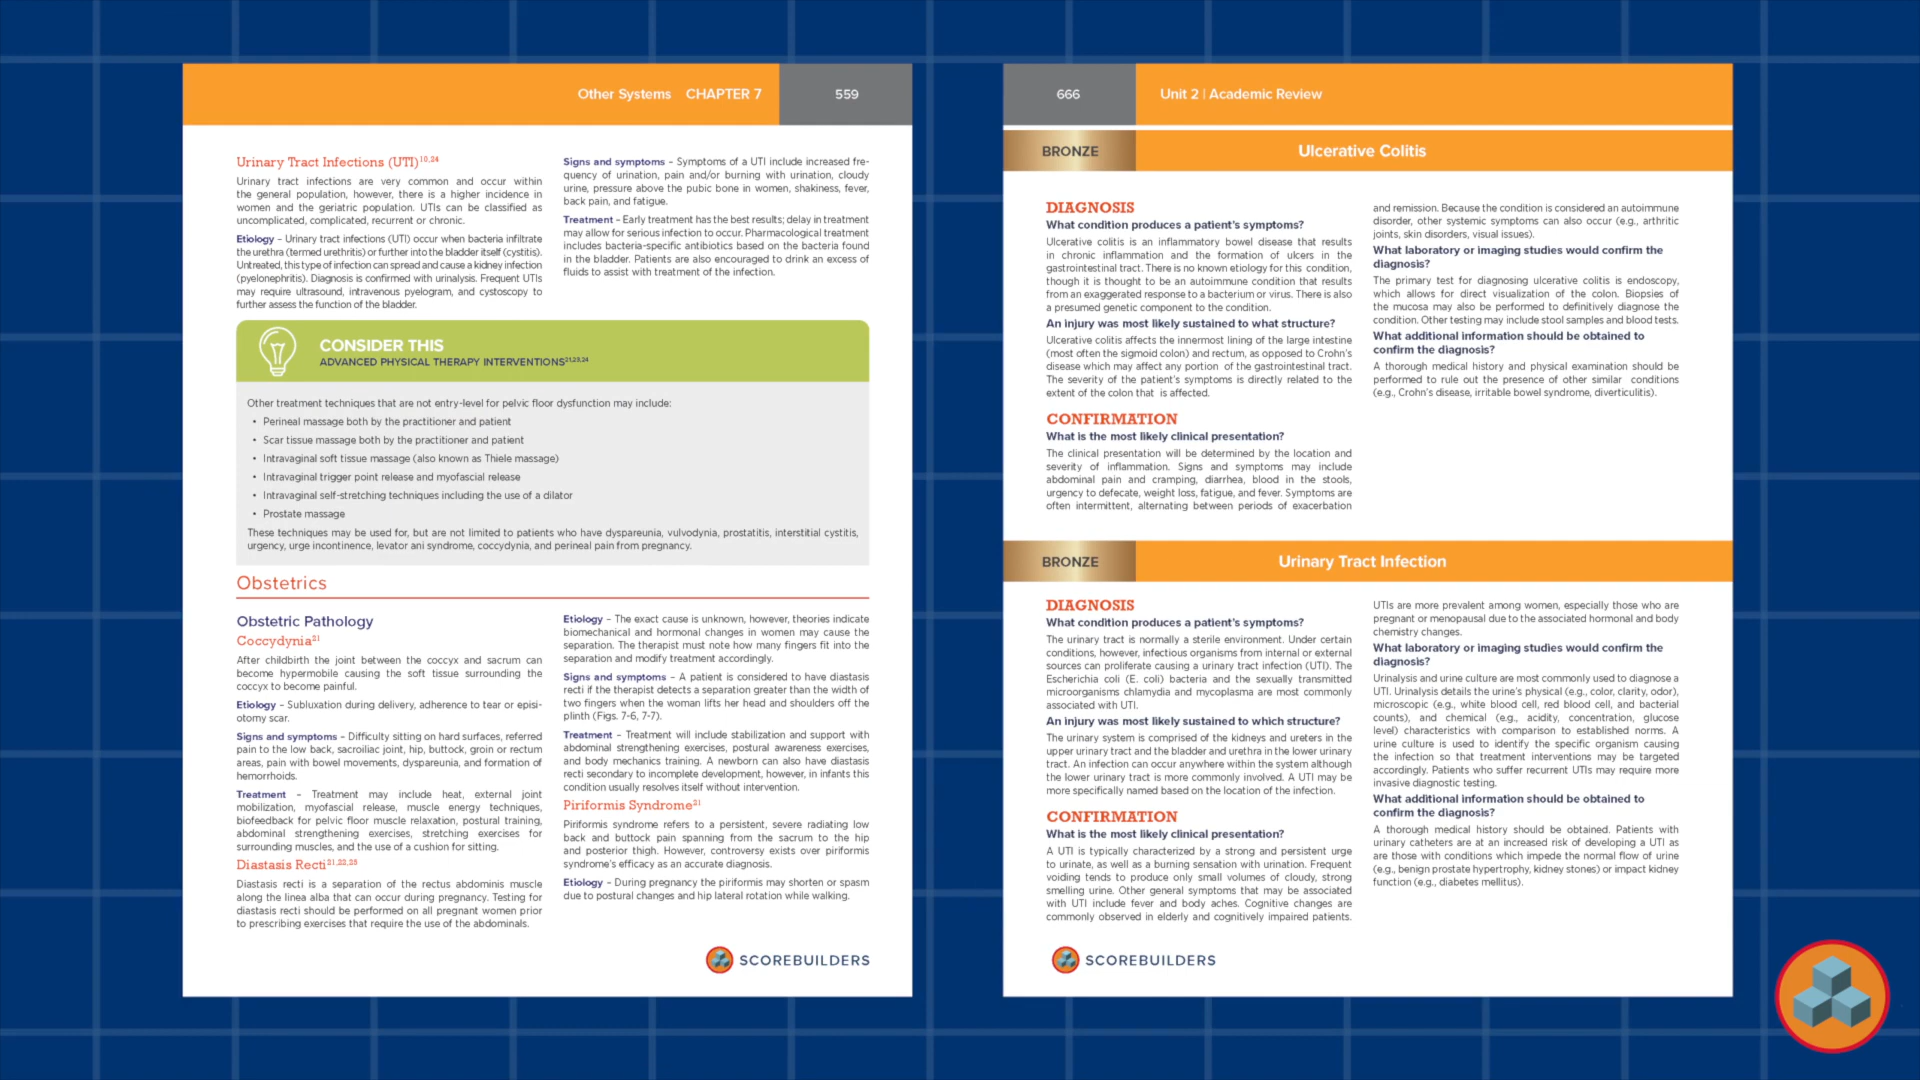 Other Systems CHAPTER 7 559
Urinary Tract Infections (UTI)10,24
Urinary tract infections are very common and occur within
the general population, however, there is a higher incidence in
women and the geriatric population. UTIs can be classified as
uncomplicated, complicated, recurrent or chronic.
Etiology – Urinary tract infections (UTI) occur when bacteria infiltrate
the urethra (termed urethritis) or further into the bladder itself (cystitis).
Untreated, this type of infection can spread and cause a kidney infection
(pyelonephritis). Diagnosis is confirmed with urinalysis. Frequent UTIs
may require ultrasound, intravenous pyelogram, and cystoscopy to
further assess the function of the bladder.
Signs and symptoms – Symptoms of a UTI include increased fre-
quency of urination, pain and/or burning with urination, cloudy
urine, pressure above the pubic bone in women, shakiness, fever,
back pain, and fatigue.
Treatment – Early treatment has the best results; delay in treatment
may allow for serious infection to occur. Pharmacological treatment
includes bacteria-specific antibiotics based on the bacteria found
in the bladder. Patients are also encouraged to drink an excess of
fluids to assist with treatment of the infection.
CONSIDER THIS
ADVANCED PHYSICAL THERAPY INTERVENTIONS21,23,24
Other treatment techniques that are not entry-level for pelvic floor dysfunction may include:
• Perineal massage both by the practitioner and patient
• Scar tissue massage both by the practitioner and patient
• Intravaginal soft tissue massage (also known as Thiele massage)
• Intravaginal trigger point release and myofascial release
• Intravaginal self-stretching techniques including the use of a dilator
• Prostate massage
These techniques may be used for, but are not limited to patients who have dyspareunia, vulvodynia, prostatitis, interstitial cystitis,
urgency, urge incontinence, levator ani syndrome, coccydynia, and perineal pain from pregnancy.
Obstetrics
Obstetric Pathology
Coccydynia21
After childbirth the joint between the coccyx and sacrum can
become hypermobile causing the soft tissue surrounding the
coccyx to become painful.
Etiology – Subluxation during delivery, adherence to tear or episi-
otomy scar.
Signs and symptoms – Difficulty sitting on hard surfaces, referred
pain to the low back, sacroiliac joint, hip, buttock, groin or rectum
areas, pain with bowel movements, dyspareunia, and formation of
hemorrhoids.
Treatment – Treatment may include heat, external joint
mobilization, myofascial release, muscle energy techniques,
biofeedback for pelvic floor muscle relaxation, postural training,
abdominal strengthening exercises, stretching exercises for
surrounding muscles, and the use of a cushion for sitting.
Diastasis Recti21,22,25
Diastasis recti is a separation of the rectus abdominis muscle
along the linea alba that can occur during pregnancy. Testing for
diastasis recti should be performed on all pregnant women prior
to prescribing exercises that require the use of the abdominals.
Etiology – The exact cause is unknown, however, theories indicate
biomechanical and hormonal changes in women may cause the
separation. The therapist must note how many fingers fit into the
separation and modify treatment accordingly.
Signs and symptoms – A patient is considered to have diastasis
recti if the therapist detects a separation greater than the width of
two fingers when the woman lifts her head and shoulders off the
plinth (Figs. 7-6, 7-7).
Treatment – Treatment will include stabilization and support with
abdominal strengthening exercises, postural awareness exercises,
and body mechanics training. A newborn can also have diastasis
recti secondary to incomplete development, however, in infants this
condition usually resolves itself without intervention.
Piriformis Syndrome21
Piriformis syndrome refers to a persistent, severe radiating low
back and buttock pain spanning from the sacrum to the hip
and posterior thigh. However, controversy exists over piriformis
syndrome's efficacy as an accurate diagnosis.
Etiology – During pregnancy the piriformis may shorten or spasm
due to postural changes and hip lateral rotation while walking.
SCOREBUILDERS
666 Unit 2 | Academic Review
BRONZE Ulcerative Colitis
DIAGNOSIS
What condition produces a patient's symptoms?
Ulcerative colitis is an inflammatory bowel disease that results
in chronic inflammation and the formation of ulcers in the
gastrointestinal tract. There is no known etiology for this condition,
though it is thought to be an autoimmune condition that results
from an exaggerated response to a bacterium or virus. There is also
a presumed genetic component to the condition.
An injury was most likely sustained to what structure?
Ulcerative colitis affects the innermost lining of the large intestine
(most often the sigmoid colon) and rectum, as opposed to Crohn's
disease which may affect any portion of the gastrointestinal tract.
The severity of the patient's symptoms is directly related to the
extent of the colon that is affected.
CONFIRMATION
What is the most likely clinical presentation?
The clinical presentation will be determined by the location and
severity of inflammation. Signs and symptoms may include
abdominal pain and cramping, diarrhea, blood in the stools,
urgency to defecate, weight loss, fatigue, and fever. Symptoms are
often intermittent, alternating between periods of exacerbation
and remission. Because the condition is considered an autoimmune
disorder, other systemic symptoms can also occur (e.g., arthritic
joints, skin disorders, visual issues).
What laboratory or imaging studies would confirm the
diagnosis?
The primary test for diagnosing ulcerative colitis is endoscopy,
which allows for direct visualization of the colon. Biopsies of
the mucosa may also be performed to definitively diagnose the
condition. Other testing may include stool samples and blood tests.
What additional information should be obtained to
confirm the diagnosis?
A thorough medical history and physical examination should be
performed to rule out the presence of other similar conditions
(e.g., Crohn's disease, irritable bowel syndrome, diverticulitis).
BRONZE Urinary Tract Infection
DIAGNOSIS
What condition produces a patient's symptoms?
The urinary tract is normally a sterile environment. Under certain
conditions, however, infectious organisms from internal or external
sources can proliferate causing a urinary tract infection (UTI). The
Escherichia coli (E. coli) bacteria and the sexually transmitted
microorganisms chlamydia and mycoplasma are most commonly
associated with UTI.
An injury was most likely sustained to which structure?
The urinary system is comprised of the kidneys and ureters in the
upper urinary tract and the bladder and urethra in the lower urinary
tract. An infection can occur anywhere within the system although
the lower urinary tract is more commonly involved. A UTI may be
more specifically named based on the location of the infection.
CONFIRMATION
What is the most likely clinical presentation?
A UTI is typically characterized by a strong and persistent urge
to urinate, as well as a burning sensation with urination. Frequent
voiding tends to produce only small volumes of cloudy, strong
smelling urine. Other general symptoms that may be associated
with UTI include fever and body aches. Cognitive changes are
commonly observed in elderly and cognitively impaired patients.
UTIs are more prevalent among women, especially those who are
pregnant or menopausal due to the associated hormonal and body
chemistry changes.
What laboratory or imaging studies would confirm the
diagnosis?
Urinalysis and urine culture are most commonly used to diagnose a
UTI. Urinalysis details the urine's physical (e.g., color, clarity, odor),
microscopic (e.g., white blood cell, red blood cell, and bacterial
counts), and chemical (e.g., acidity, concentration, glucose
level) characteristics with comparison to established norms. A
urine culture is used to identify the specific organism causing
the infection so that treatment interventions may be targeted
accordingly. Patients who suffer recurrent UTIs may require more
invasive diagnostic testing.
What additional information should be obtained to
confirm the diagnosis?
A thorough medical history should be obtained. Patients with
urinary catheters are at an increased risk of developing a UTI as
are those with conditions which impede the normal flow of urine
(e.g., benign prostate hypertrophy, kidney stones) or impact kidney
function (e.g., diabetes mellitus).
SCOREBUILDERS